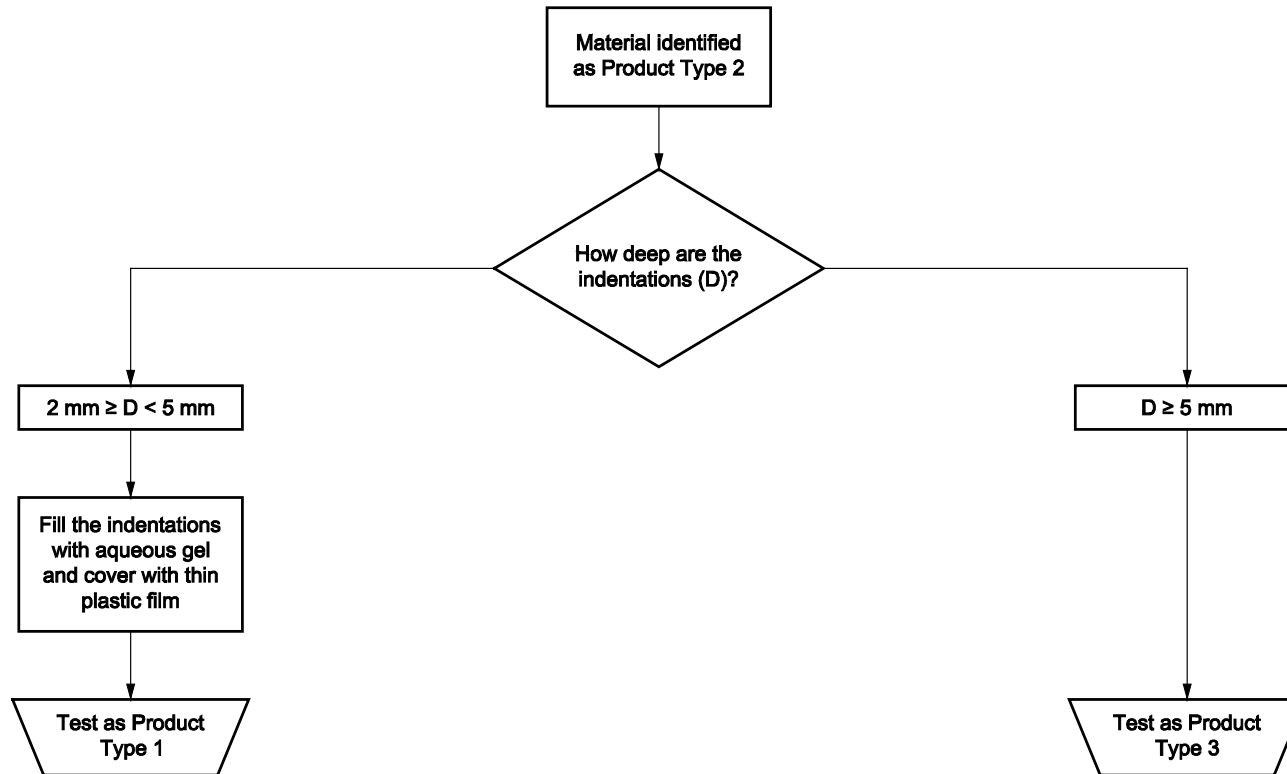 Material identified
as Product Type 2
How deep are the
indentations (D)?
2 mm ≥ D < 5 mm
D ≥ 5 mm
Fill the indentations
with aqueous gel
and cover with thin
plastic film
Test as Product
Type 1
Test as Product
Type 3